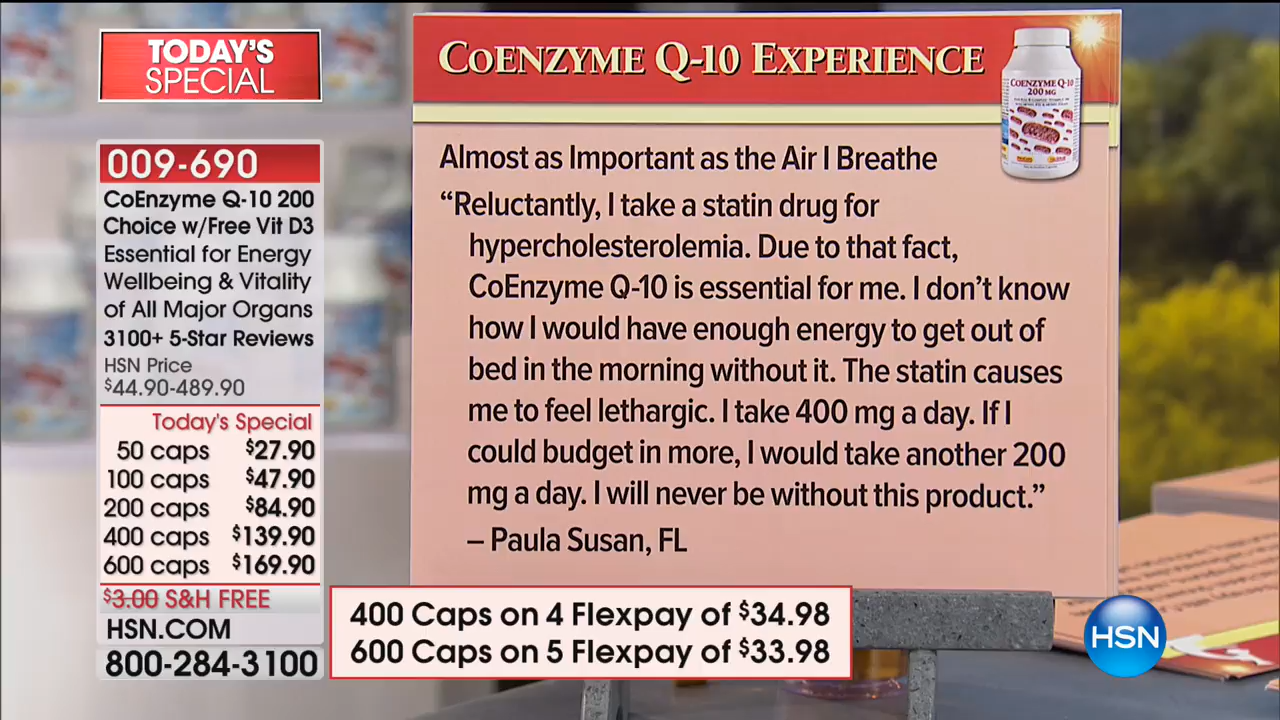 TODAY'S
SPECIAL
009-690
CoEnzyme Q-10 200
Choice w/Free Vit D3
Essential for Energy
Wellbeing & Vitality
of All Major Organs
3100+ 5-Star Reviews
HSN Price
$44.90-489.90
Today's Special
50 caps $27.90
100 caps $47.90
200 caps $84.90
400 caps $139.90
600 caps $169.90
$3.00 S&H FREE
HSN.COM
800-284-3100
COENZYME Q-10 EXPERIENCE
COENZYME Q-10
200 MG
Almost as Important as the Air I Breathe
“Reluctantly, I take a statin drug for
hypercholesterolemia. Due to that fact,
CoEnzyme Q-10 is essential for me. I don’t know
how I would have enough energy to get out of
bed in the morning without it. The statin causes
me to feel lethargic. I take 400 mg a day. If I
could budget in more, I would take another 200
mg a day. I will never be without this product.”
– Paula Susan, FL
400 Caps on 4 Flexpay of $34.98
600 Caps on 5 Flexpay of $33.98
HSN